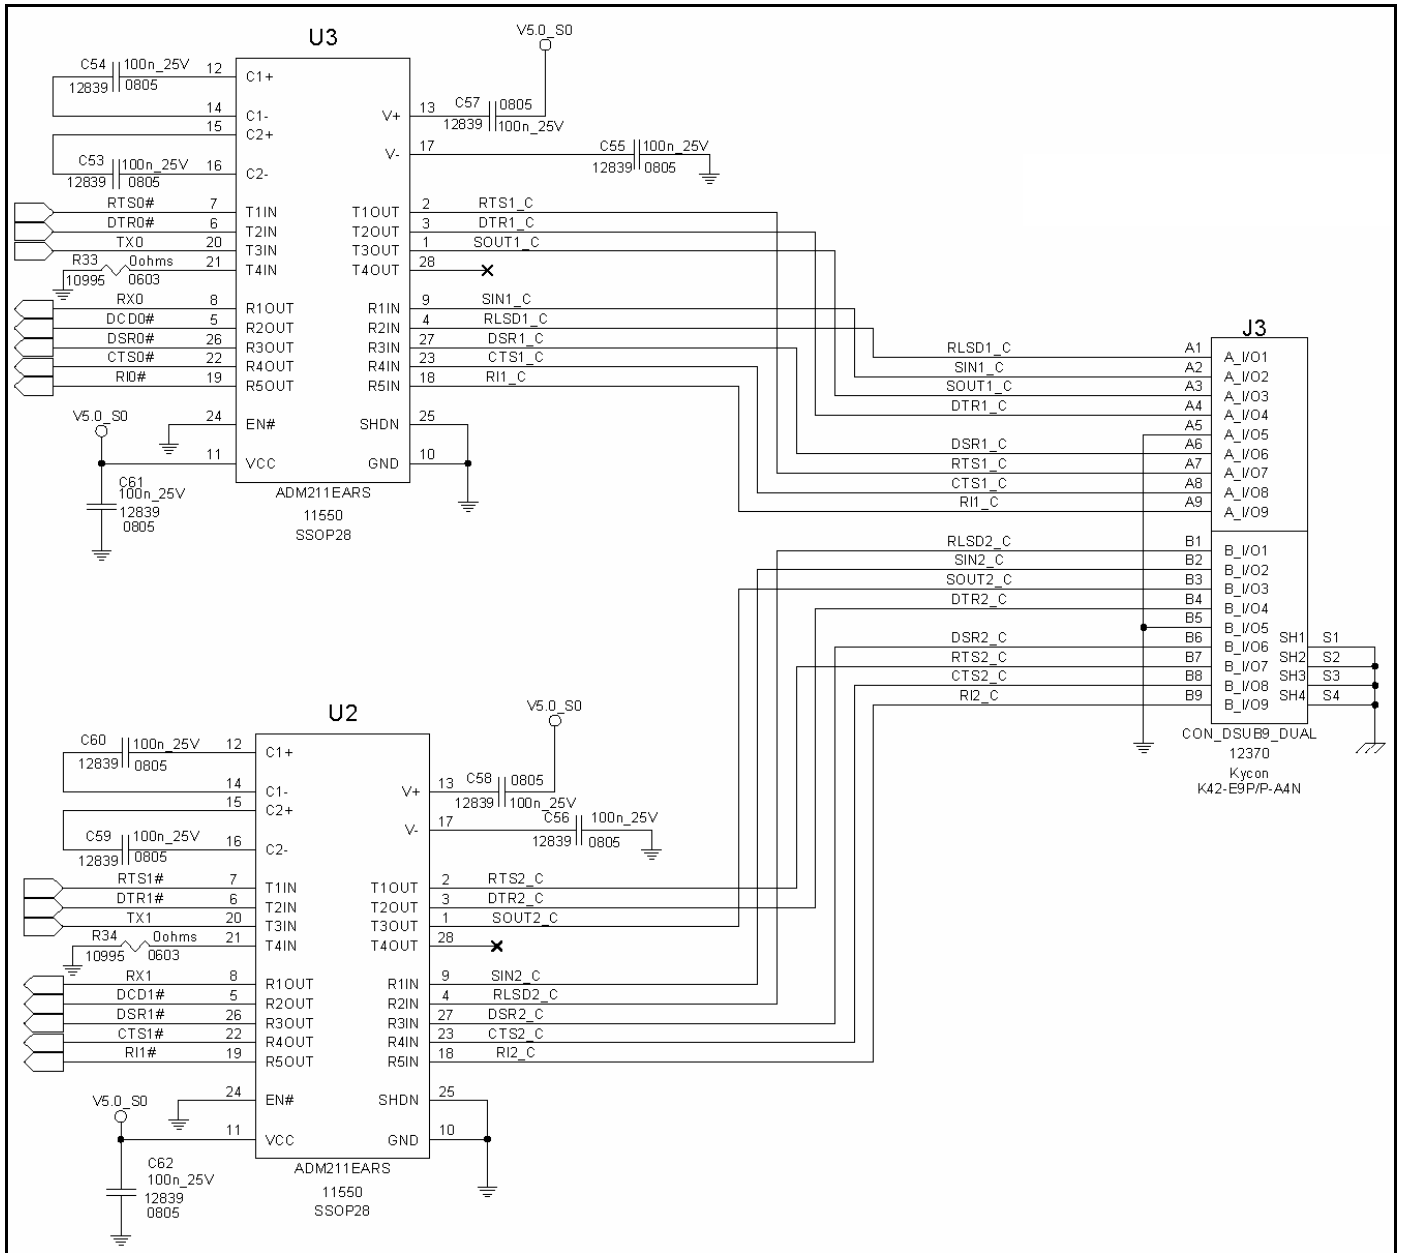 U3
V5.0_S0
C54 100n_25V
12839 0805
12 C1+
14 C1-
15 C2+
C53 100n_25V
12839 0805
16 C2-
V+ 13
C57 0805
12839 100n_25V
V- 17
C55 100n_25V
12839 0805
RTS0# 7 T1IN T1OUT 2 RTS1_C
DTR0# 6 T2IN T2OUT 3 DTR1_C
TX0 20 T3IN T3OUT 1 SOUT1_C
R33 0ohms 21 T4IN T4OUT 28
10995 0603
RX0 8 R1OUT R1IN 9 SIN1_C
DCD0# 5 R2OUT R2IN 4 RLSD1_C
DSR0# 26 R3OUT R3IN 27 DSR1_C
CTS0# 22 R4OUT R4IN 23 CTS1_C
RI0# 19 R5OUT R5IN 18 RI1_C
V5.0_S0
24 EN# SHDN 25
11 VCC GND 10
C61
100n_25V
12839
0805
ADM211EARS
11550
SSOP28
J3
RLSD1_C A1 A_I/O1
SIN1_C A2 A_I/O2
SOUT1_C A3 A_I/O3
DTR1_C A4 A_I/O4
A5 A_I/O5
DSR1_C A6 A_I/O6
RTS1_C A7 A_I/O7
CTS1_C A8 A_I/O8
RI1_C A9 A_I/O9
RLSD2_C B1 B_I/O1
SIN2_C B2 B_I/O2
SOUT2_C B3 B_I/O3
DTR2_C B4 B_I/O4
B5 B_I/O5
DSR2_C B6 B_I/O6 SH1 S1
RTS2_C B7 B_I/O7 SH2 S2
CTS2_C B8 B_I/O8 SH3 S3
RI2_C B9 B_I/O9 SH4 S4
CON_DSUB9_DUAL
12370
Kycon
K42-E9P/P-A4N
U2
V5.0_S0
C60 100n_25V
12839 0805
12 C1+
14 C1-
15 C2+
C59 100n_25V
12839 0805
16 C2-
V+ 13
C58 0805
12839 100n_25V
V- 17
C56 100n_25V
12839 0805
RTS1# 7 T1IN T1OUT 2 RTS2_C
DTR1# 6 T2IN T2OUT 3 DTR2_C
TX1 20 T3IN T3OUT 1 SOUT2_C
R34 0ohms 21 T4IN T4OUT 28
10995 0603
RX1 8 R1OUT R1IN 9 SIN2_C
DCD1# 5 R2OUT R2IN 4 RLSD2_C
DSR1# 26 R3OUT R3IN 27 DSR2_C
CTS1# 22 R4OUT R4IN 23 CTS2_C
RI1# 19 R5OUT R5IN 18 RI2_C
V5.0_S0
24 EN# SHDN 25
11 VCC GND 10
C62
100n_25V
12839
0805
ADM211EARS
11550
SSOP28